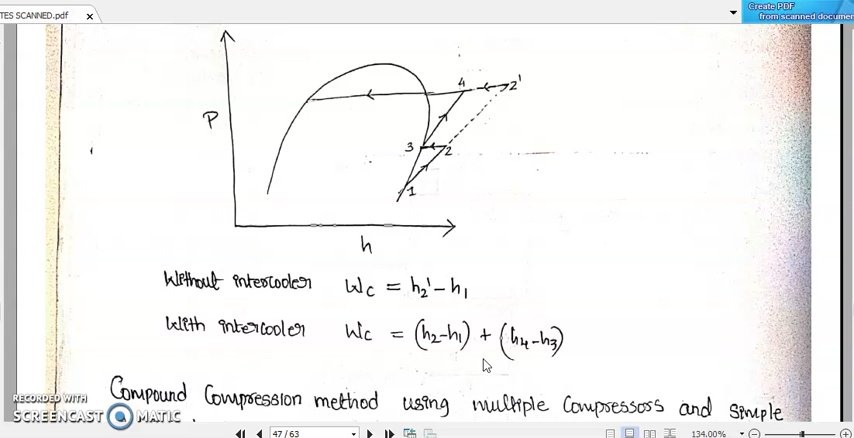 TES SCANNED.pdf ×
Create PDF
from scanned documen
P
4
2'
3
2
1
h
Without intercooler Wc = h2' - h1
With intercooler Wc = (h2-h1) + (h4-h3)
Compound Compression method using multiple Compressors and simple
RECORDED WITH
SCREENCAST MATIC
47 / 63
134.00%